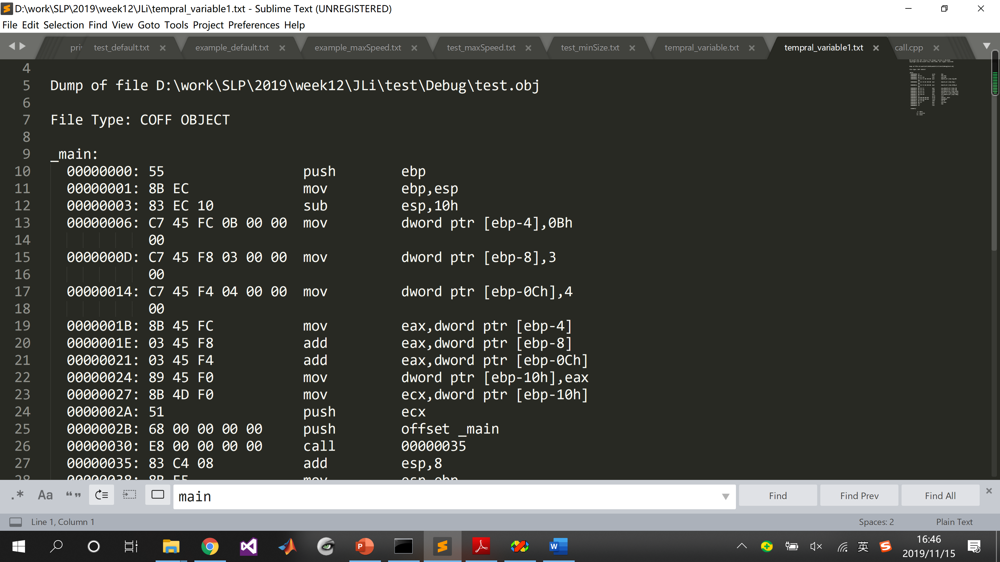 D:\work\SLP\2019\week12\JLi\tempral_variable1.txt - Sublime Text (UNREGISTERED)
File Edit Selection Find View Goto Tools Project Preferences Help
test_default.txt example_default.txt example_maxSpeed.txt test_maxSpeed.txt test_minSize.txt tempral_variable.txt tempral_variable1.txt call.cpp
4
5 Dump of file D:\work\SLP\2019\week12\JLi\test\Debug\test.obj
6
7 File Type: COFF OBJECT
8
9 _main:
10 00000000: 55 push ebp
11 00000001: 8B EC mov ebp,esp
12 00000003: 83 EC 10 sub esp,10h
13 00000006: C7 45 FC 0B 00 00 mov dword ptr [ebp-4],0Bh
14 00
15 0000000D: C7 45 F8 03 00 00 mov dword ptr [ebp-8],3
16 00
17 00000014: C7 45 F4 04 00 00 mov dword ptr [ebp-0Ch],4
18 00
19 0000001B: 8B 45 FC mov eax,dword ptr [ebp-4]
20 0000001E: 03 45 F8 add eax,dword ptr [ebp-8]
21 00000021: 03 45 F4 add eax,dword ptr [ebp-0Ch]
22 00000024: 89 45 F0 mov dword ptr [ebp-10h],eax
23 00000027: 8B 4D F0 mov ecx,dword ptr [ebp-10h]
24 0000002A: 51 push ecx
25 0000002B: 68 00 00 00 00 push offset _main
26 00000030: E8 00 00 00 00 call 00000035
27 00000035: 83 C4 08 add esp,8
28 00000038: 8B E5 mov esp,ebp
.* Aa “” main Find Find Prev Find All
Line 1, Column 1 Spaces: 2 Plain Text
英 16:46
2019/11/15